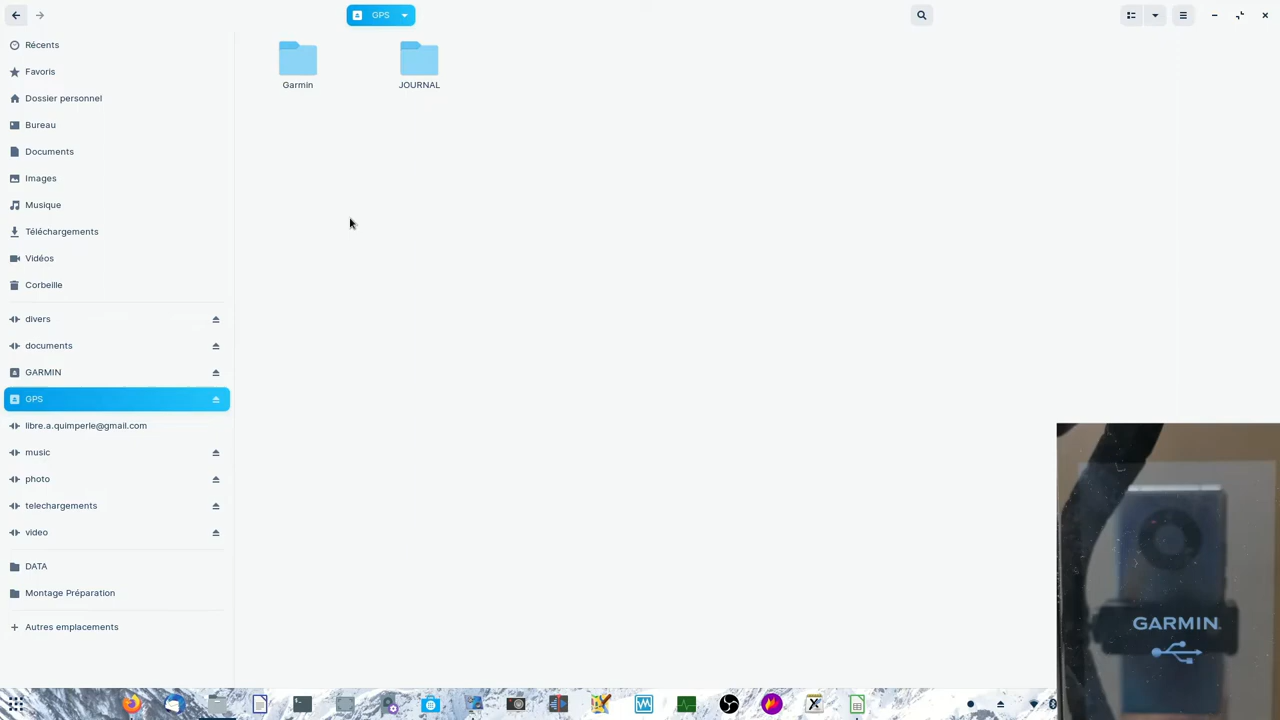 GPS
Récents
Favoris
Dossier personnel
Bureau
Documents
Images
Musique
Téléchargements
Vidéos
Corbeille
divers
documents
GARMIN
GPS
libre.a.quimperle@gmail.com
music
photo
telechargements
video
DATA
Montage Préparation
Autres emplacements
Garmin
JOURNAL
GARMIN